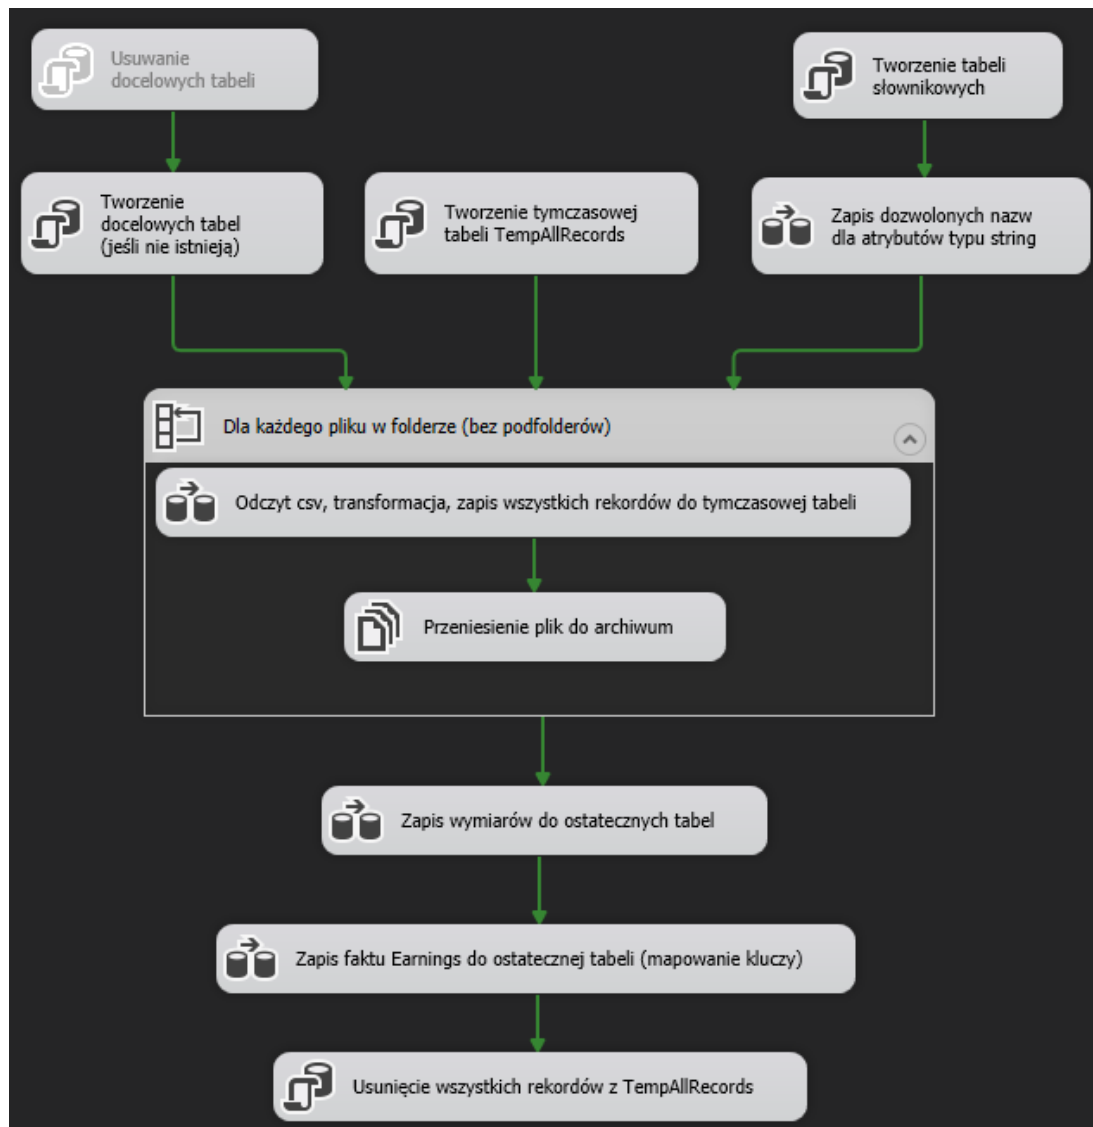 Usuwanie
docelowych tabeli
Tworzenie tabeli
słownikowych
Tworzenie
docelowych tabel
(jeśli nie istnieją)
Tworzenie tymczasowej
tabeli TempAllRecords
Zapis dozwolonych nazw
dla atrybutów typu string
Dla każdego pliku w folderze (bez podfolderów)
Odczyt csv, transformacja, zapis wszystkich rekordów do tymczasowej tabeli
Przeniesienie plik do archiwum
Zapis wymiarów do ostatecznych tabel
Zapis faktu Earnings do ostatecznej tabeli (mapowanie kluczy)
Usunięcie wszystkich rekordów z TempAllRecords